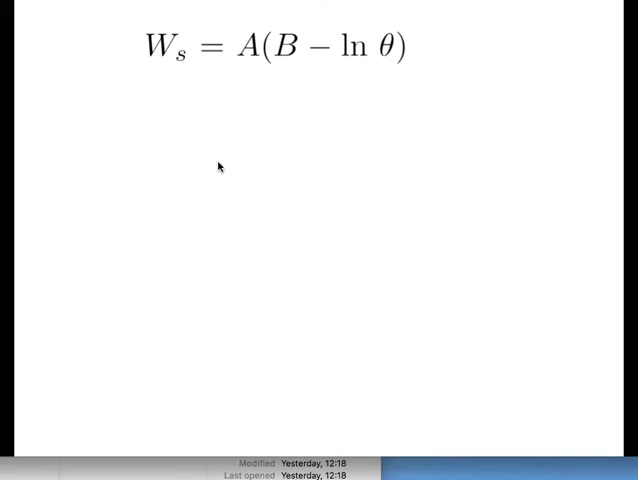 W_s = A(B − ln θ)
Modified Yesterday, 12:18
Last opened Yesterday, 12:18